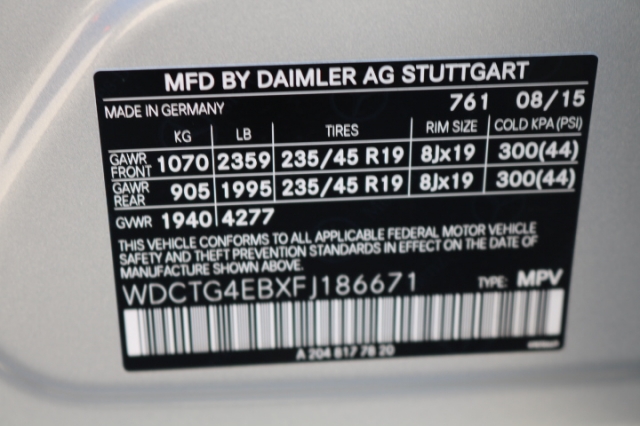 MFD BY DAIMLER AG STUTTGART
MADE IN GERMANY 761 08/15
KG LB TIRES RIM SIZE COLD KPA (PSI)
GAWR FRONT 1070 2359 235/45 R19 8Jx19 300(44)
GAWR REAR 905 1995 235/45 R19 8Jx19 300(44)
GVWR 1940 4277
THIS VEHICLE CONFORMS TO ALL APPLICABLE FEDERAL MOTOR VEHICLE
SAFETY AND THEFT PREVENTION STANDARDS IN EFFECT ON THE DATE OF
MANUFACTURE SHOWN ABOVE.
WDCTG4EBXFJ186671 TYPE: MPV
A 204 817 78 20